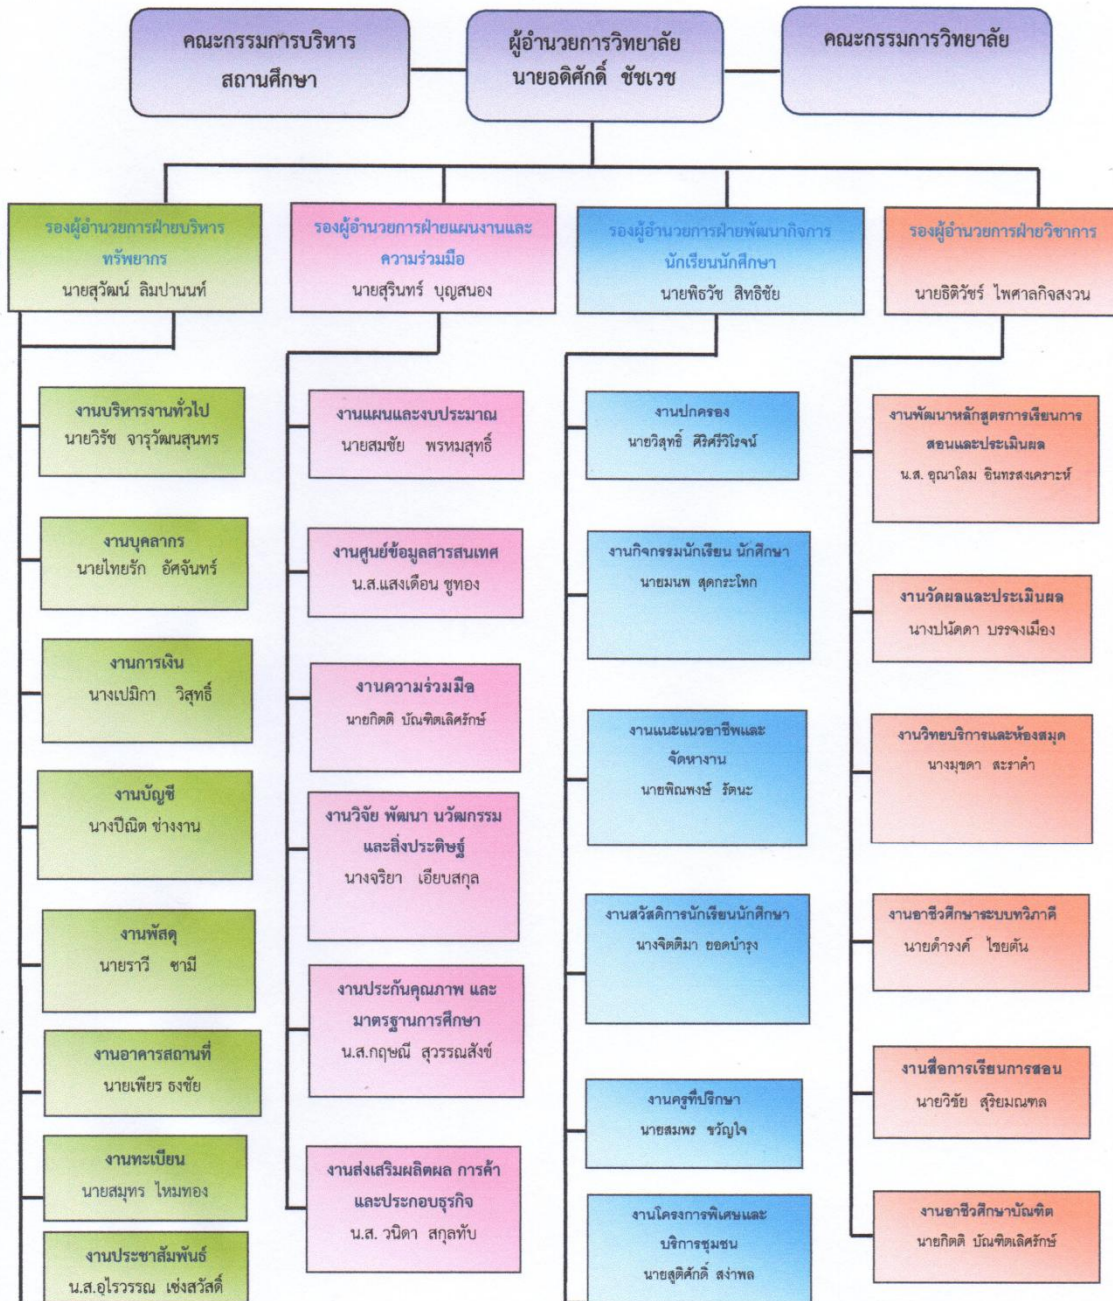 คณะกรรมการบริหาร
สถานศึกษา
ผู้อำนวยการวิทยาลัย
นายอดิศักดิ์ ชัชเวช
คณะกรรมการวิทยาลัย
รองผู้อำนวยการฝ่ายบริหาร
ทรัพยากร
นายสุวัฒน์ ลิมปานนท์
รองผู้อำนวยการฝ่ายแผนงานและ
ความร่วมมือ
นายสุรินทร์ บุญสนอง
รองผู้อำนวยการฝ่ายพัฒนากิจการ
นักเรียนนักศึกษา
นายพิธวัช สิทธิชัย
รองผู้อำนวยการฝ่ายวิชาการ
นายธิติวัชร์ ไพศาลกิจสงวน
งานบริหารงานทั่วไป
นายวิรัช จารุวัฒนสุนทร
งานบุคลากร
นายไทยรัก อัศจันทร์
งานการเงิน
นางเปมิกา วิสุทธิ์
งานบัญชี
นางปีณิต ช่างงาน
งานพัสดุ
นายราวี ซามี
งานอาคารสถานที่
นายเพียร ธงชัย
งานทะเบียน
นายสมุทร ไหมทอง
งานประชาสัมพันธ์
น.ส.อุไรวรรณ เซ่งสวัสดิ์
งานแผนและงบประมาณ
นายสมชัย พรหมสุทธิ์
งานศูนย์ข้อมูลสารสนเทศ
น.ส.แสงเดือน ชูทอง
งานความร่วมมือ
นายกิตติ บัณฑิตเลิศรักษ์
งานวิจัย พัฒนา นวัฒกรรม
และสิ่งประดิษฐ์
นางจริยา เอียบสกุล
งานประกันคุณภาพ และ
มาตรฐานการศึกษา
น.ส.กฤษณี สุวรรณสังข์
งานส่งเสริมผลิตผล การค้า
และประกอบธุรกิจ
น.ส. วนิดา สกุลทับ
งานปกครอง
นายวิสุทธิ์ ศิริศรีวิโรจน์
งานกิจกรรมนักเรียน นักศึกษา
นายมนพ สุดกระโทก
งานแนะแนวอาชีพและ
จัดหางาน
นายพิณพงษ์ รัตนะ
งานสวัสดิการนักเรียนนักศึกษา
นางจิตติมา ยอดบำรุง
งานครูที่ปรึกษา
นายสมพร ขวัญใจ
งานโครงการพิเศษและ
บริการชุมชน
นายสุติศักดิ์ สง่าพล
งานพัฒนาหลักสูตรการเรียนการ
สอนและประเมินผล
น.ส. อุณาโลม อินทรสงเคราะห์
งานวัดผลและประเมินผล
นางปนัดดา บรรจงเมือง
งานวิทยบริการและห้องสมุด
นางมุขดา สะราคำ
งานอาชีวศึกษาระบบทวิภาคี
นายดำรงค์ ไชยตัน
งานสื่อการเรียนการสอน
นายวิชัย สุริยมณฑล
งานอาชีวศึกษาบัณฑิต
นายกิตติ บัณฑิตเลิศรักษ์